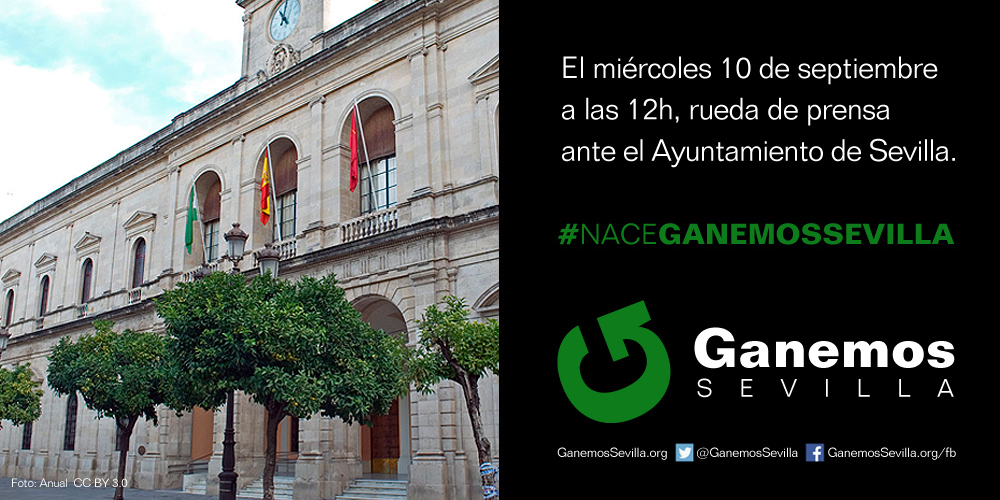 El miércoles 10 de septiembre
a las 12h, rueda de prensa
ante el Ayuntamiento de Sevilla.
#NACEGANEMOSSEVILLA
Ganemos
SEVILLA
GanemosSevilla.org @GanemosSevilla GanemosSevilla.org/fb
Foto: Anual CC BY 3.0